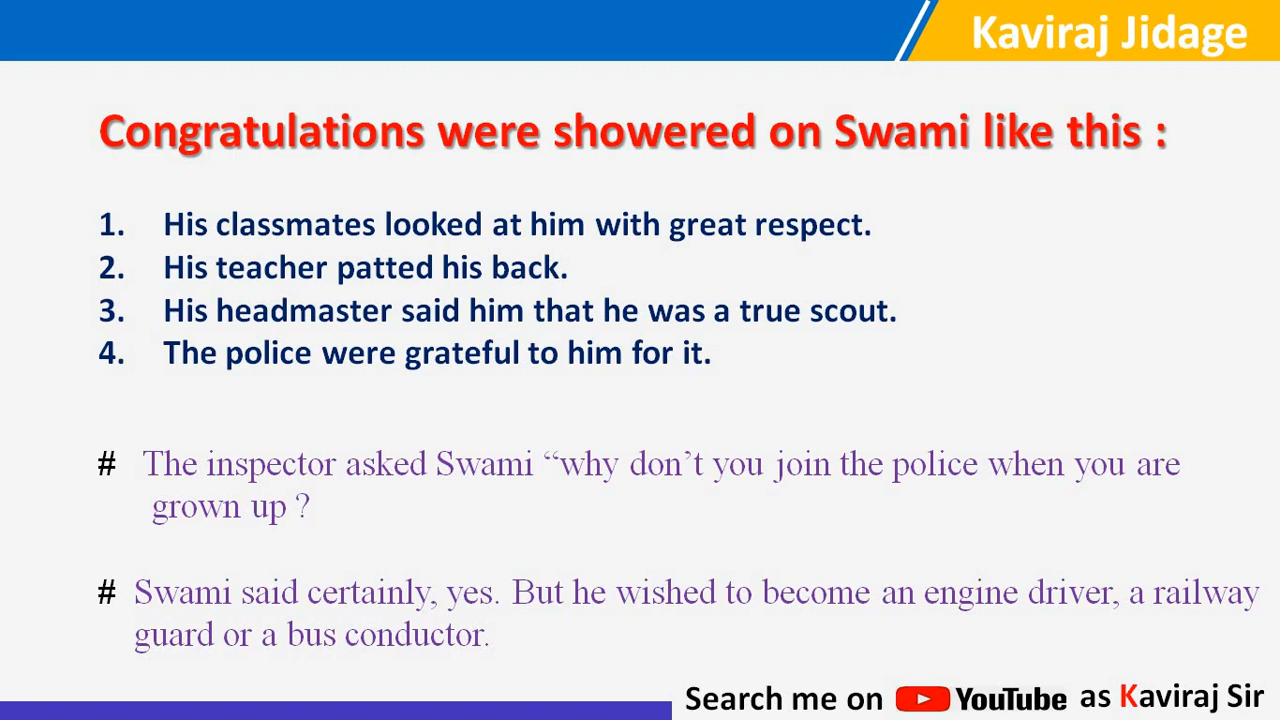 Kaviraj Jidage
Congratulations were showered on Swami like this :
1. His classmates looked at him with great respect.
2. His teacher patted his back.
3. His headmaster said him that he was a true scout.
4. The police were grateful to him for it.
# The inspector asked Swami “why don’t you join the police when you are
grown up ?
# Swami said certainly, yes. But he wished to become an engine driver, a railway
guard or a bus conductor.
Search me on YouTube as Kaviraj Sir